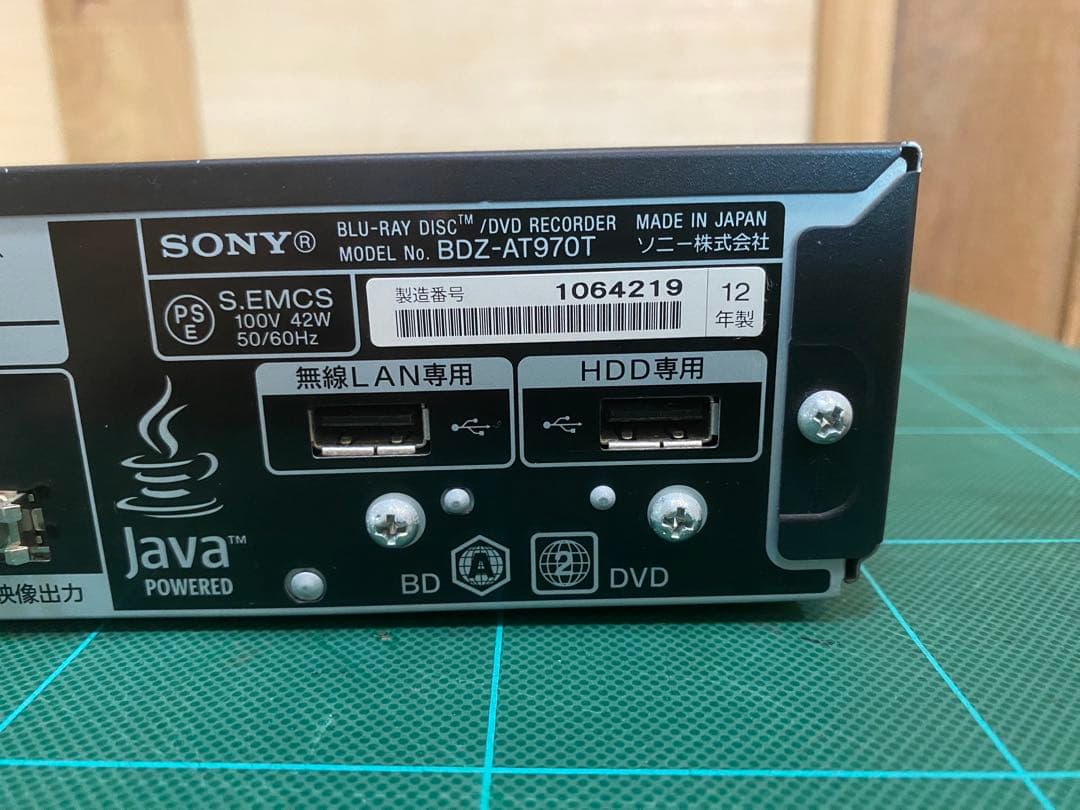 SONY®
BLU-RAY DISC™ /DVD RECORDER
MODEL No. BDZ-AT970T
MADE IN JAPAN
ソニー株式会社
PS
E
S.EMCS
100V 42W
50/60Hz
製造番号
1064219
12
年製
無線LAN専用
HDD専用
Java™
POWERED
BD
A
2
DVD
映像出力